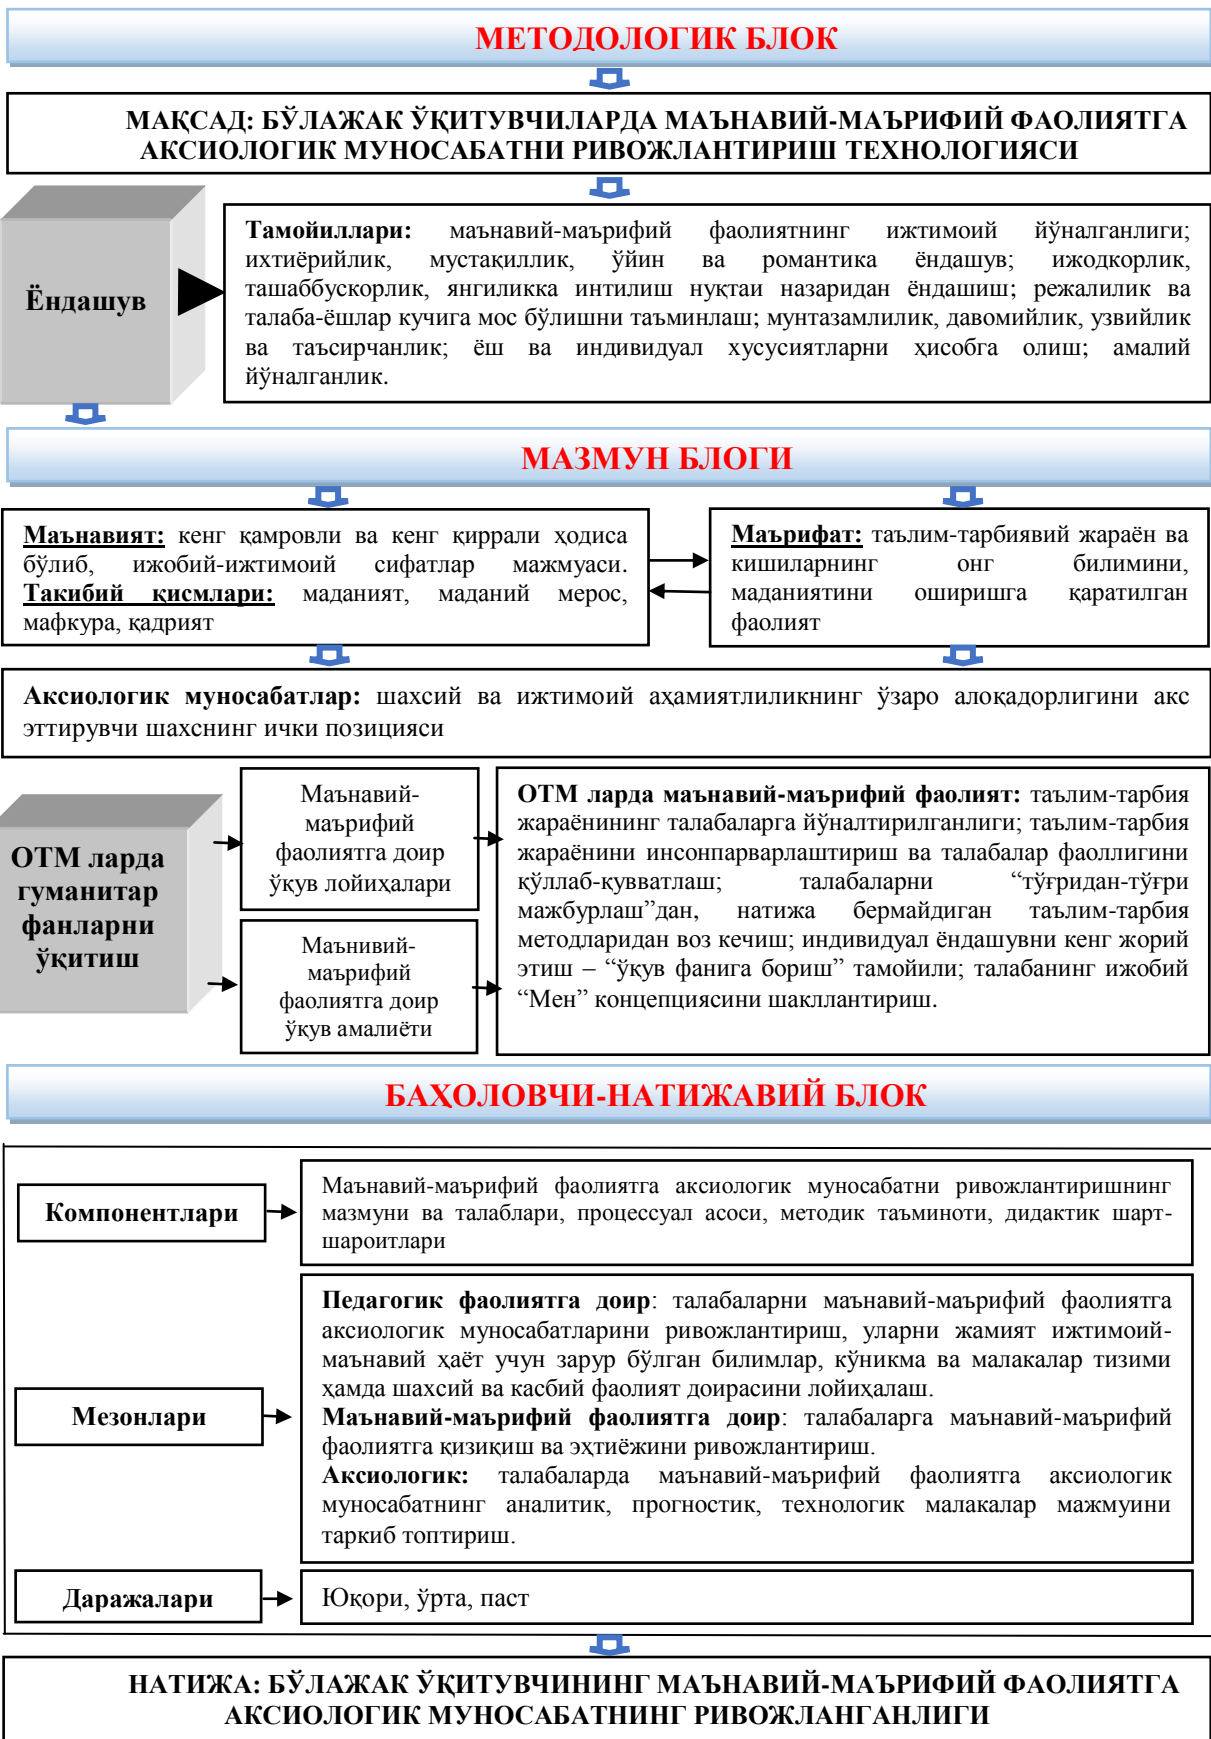 МЕТОДОЛОГИК БЛОК
МАҚСАД: БЎЛАЖАК ЎҚИТУВЧИЛАРДА МАЪНАВИЙ-МАЪРИФИЙ ФАОЛИЯТГА
АКСИОЛОГИК МУНОСАБАТНИ РИВОЖЛАНТИРИШ ТЕХНОЛОГИЯСИ
Ёндашув
Тамойиллари: маънавий-маърифий фаолиятнинг ижтимоий йўналганлиги;
ихтиёрийлик, мустақиллик, ўйин ва романтика ёндашув; ижодкорлик,
ташаббускорлик, янгиликка интилиш нуқтаи назаридан ёндашиш; режалилик ва
талаба-ёшлар кучига мос бўлишни таъминлаш; мунтазамлилик, давомийлик, узвийлик
ва таъсирчанлик; ёш ва индивидуал хусусиятларни ҳисобга олиш; амалий
йўналганлик.
МАЗМУН БЛОГИ
Маънавият: кенг қамровли ва кенг қиррали ҳодиса
бўлиб, ижобий-ижтимоий сифатлар мажмуаси.
Такибий қисмлари: маданият, маданий мерос,
мафкура, қадрият
Маърифат: таълим-тарбиявий жараён ва
кишиларнинг онг билимини,
маданиятини оширишга қаратилган
фаолият
Аксиологик муносабатлар: шахсий ва ижтимоий аҳамиятлиликнинг ўзаро алоқадорлигини акс
эттирувчи шахснинг ички позицияси
ОТМ ларда
гуманитар
фанларни
ўқитиш
Маънавий-
маърифий
фаолиятга доир
ўқув лойиҳалари
Маънивий-
маърифий
фаолиятга доир
ўқув амалиёти
ОТМ ларда маънавий-маърифий фаолият: таълим-тарбия
жараёнининг талабаларга йўналтирилганлиги; таълим-тарбия
жараёнини инсонпарварлаштириш ва талабалар фаоллигини
қўллаб-қувватлаш; талабаларни “тўғридан-тўғри
мажбурлаш”дан, натижа бермайдиган таълим-тарбия
методларидан воз кечиш; индивидуал ёндашувни кенг жорий
этиш – “ўқув фанига бориш” тамойили; талабанинг ижобий
“Мен” концепциясини шакллантириш.
БАҲОЛОВЧИ-НАТИЖАВИЙ БЛОК
Компонентлари
Маънавий-маърифий фаолиятга аксиологик муносабатни ривожлантиришнинг
мазмуни ва талаблари, процессуал асоси, методик таъминоти, дидактик шарт-
шароитлари
Мезонлари
Педагогик фаолиятга доир: талабаларни маънавий-маърифий фаолиятга
аксиологик муносабатларини ривожлантириш, уларни жамият ижтимоий-
маънавий ҳаёт учун зарур бўлган билимлар, кўникма ва малакалар тизими
ҳамда шахсий ва касбий фаолият доирасини лойиҳалаш.
Маънавий-маърифий фаолиятга доир: талабаларга маънавий-маърифий
фаолиятга қизиқиш ва эҳтиёжини ривожлантириш.
Аксиологик: талабаларда маънавий-маърифий фаолиятга аксиологик
муносабатнинг аналитик, прогностик, технологик малакалар мажмуини
таркиб топтириш.
Даражалари
Юқори, ўрта, паст
НАТИЖА: БЎЛАЖАК ЎҚИТУВЧИНИНГ МАЪНАВИЙ-МАЪРИФИЙ ФАОЛИЯТГА
АКСИОЛОГИК МУНОСАБАТНИНГ РИВОЖЛАНГАНЛИГИ